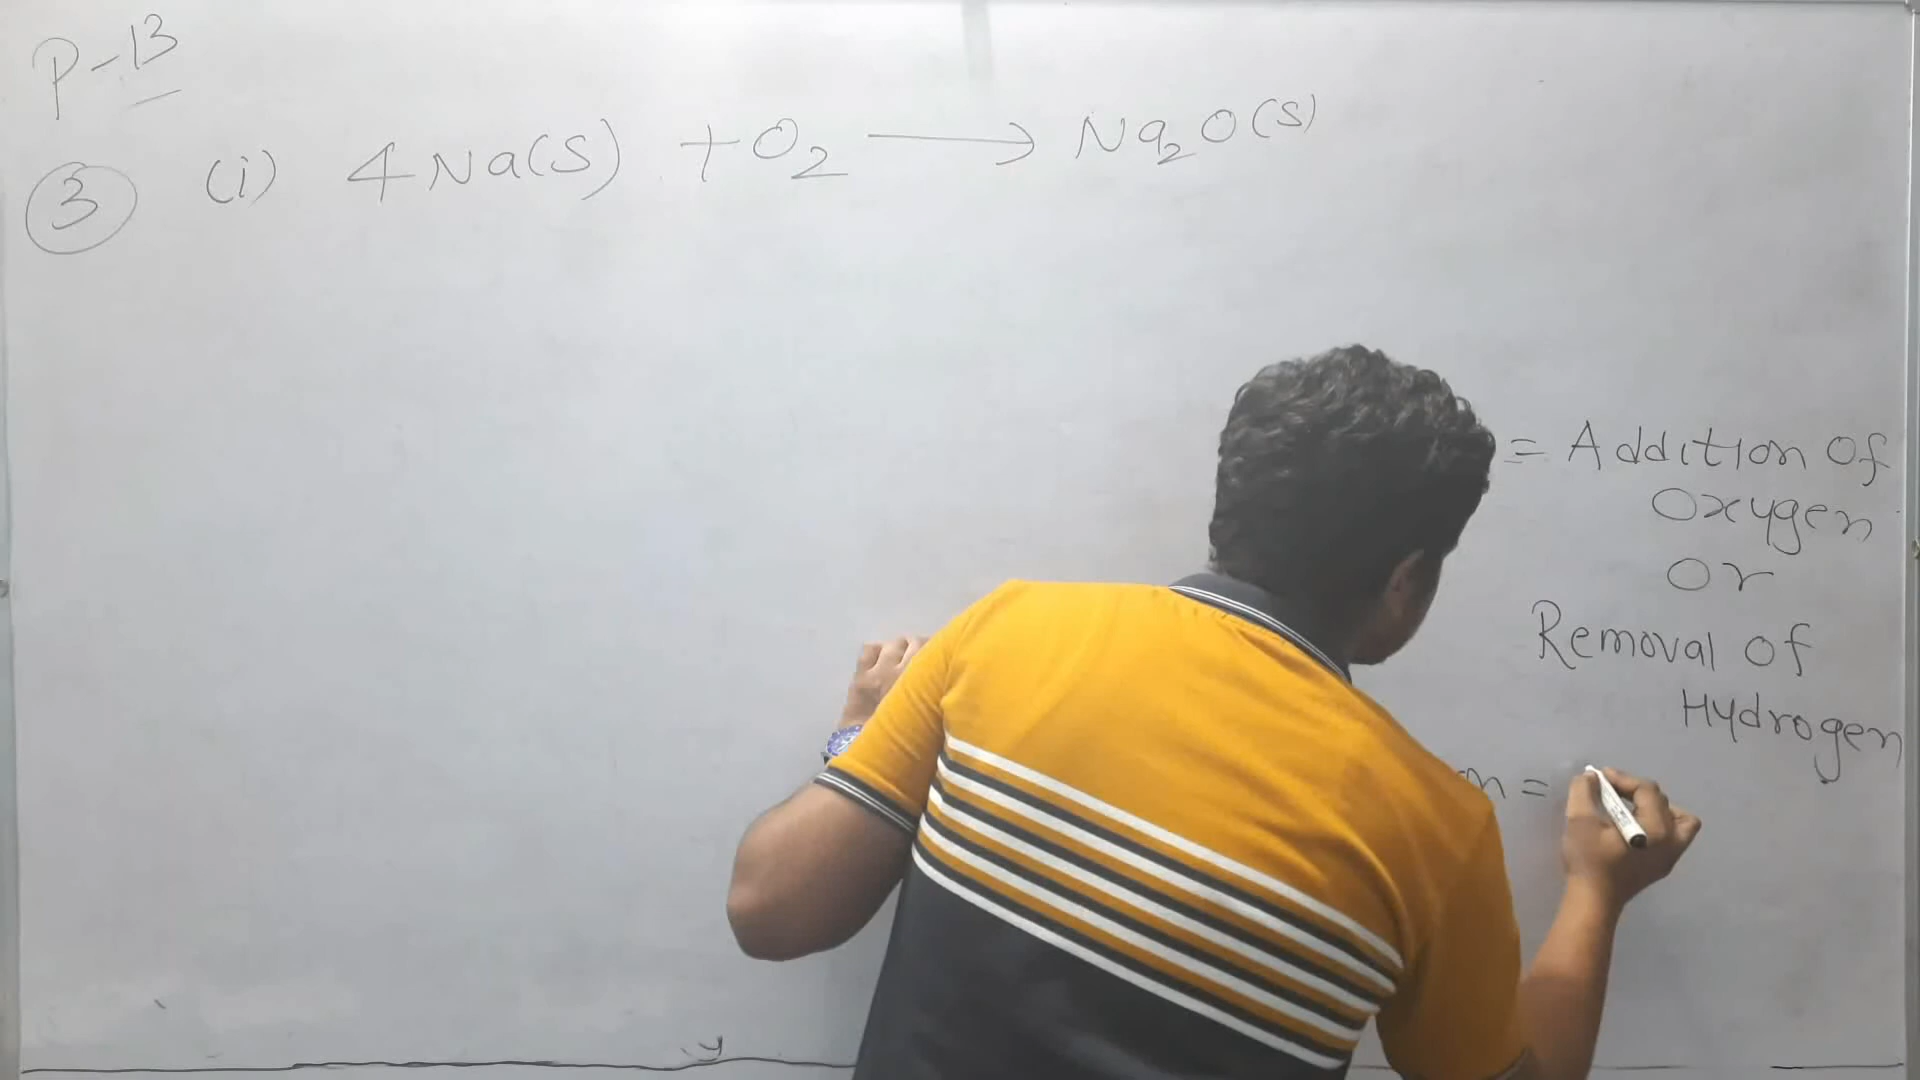 P-13
3 (i) 4Na(s) + O2 → Na2O(s)
= Addition of
Oxygen
Or
Removal of
Hydrogen
n =
y